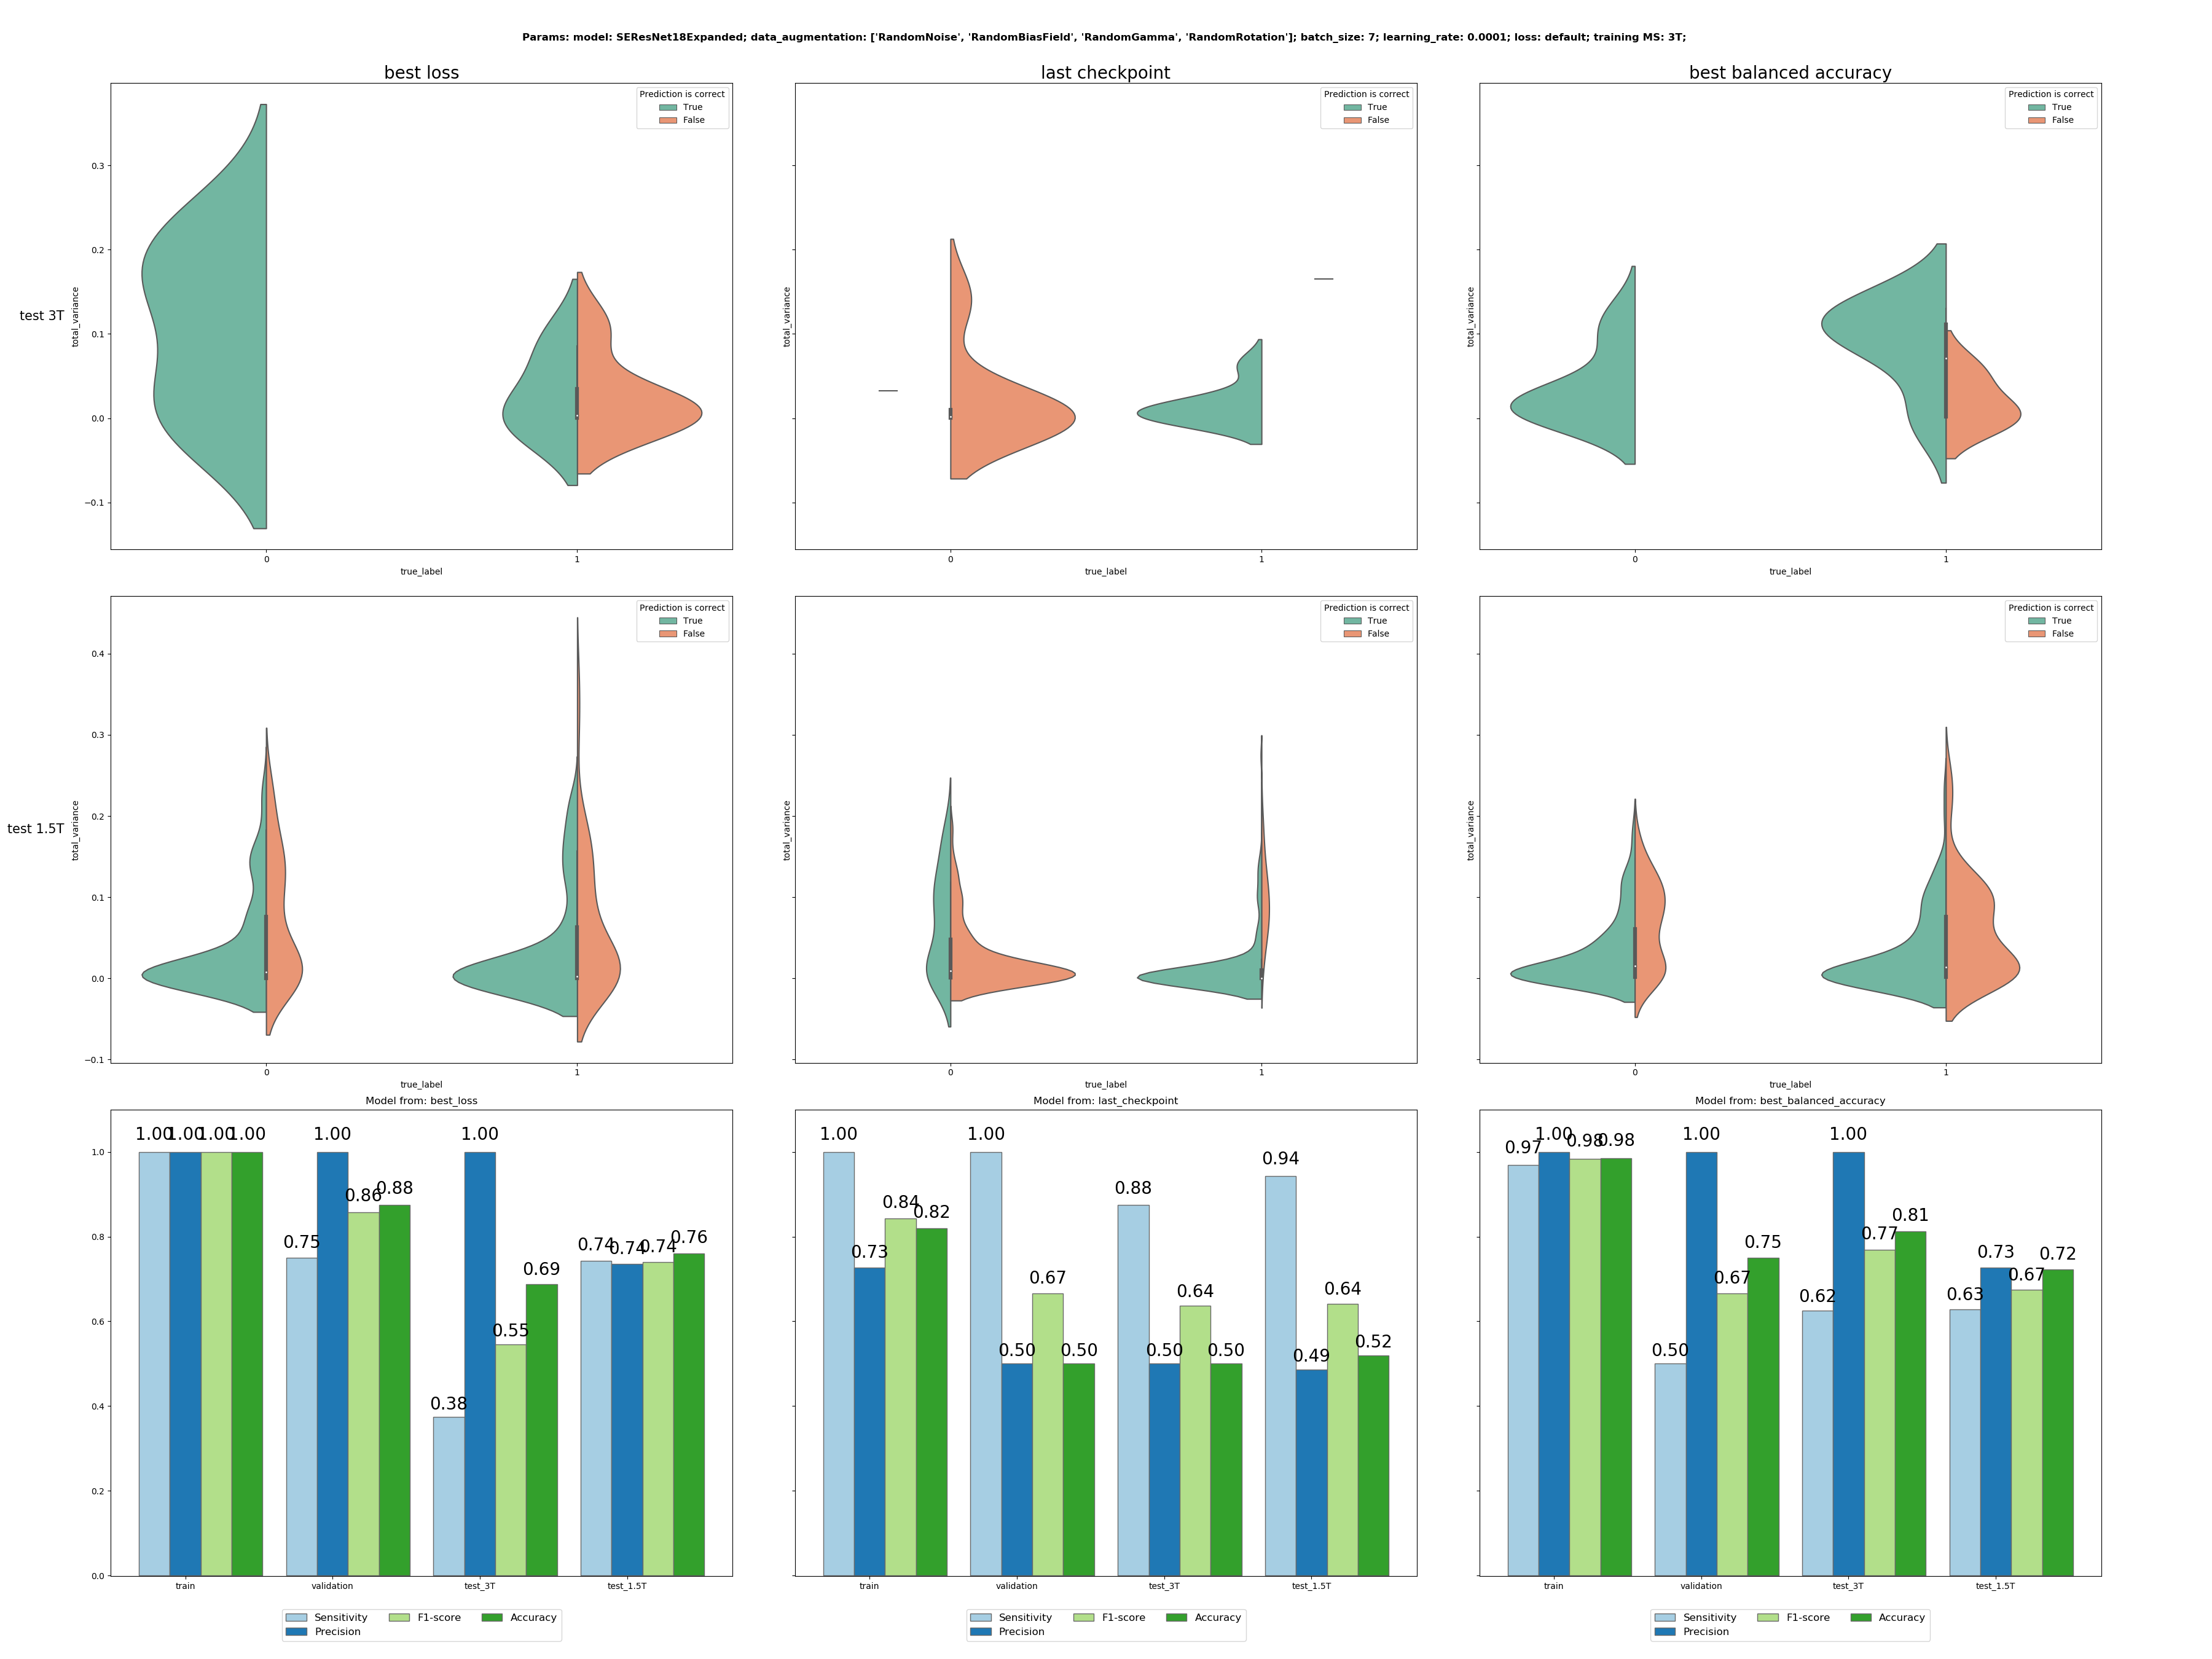 Params: model: SEResNet18Expanded; data_augmentation: ['RandomNoise', 'RandomBiasField', 'RandomGamma', 'RandomRotation']; batch_size: 7; learning_rate: 0.0001; loss: default; training MS: 3T;
best loss
last checkpoint
best balanced accuracy
test 3T
total_variance
0.3
0.2
0.1
0.0
−0.1
Prediction is correct
True
False
0
1
true_label
total_variance
Prediction is correct
True
False
0
1
true_label
total_variance
Prediction is correct
True
False
0
1
true_label
test 1.5T
total_variance
0.4
0.3
0.2
0.1
0.0
−0.1
Prediction is correct
True
False
0
1
true_label
total_variance
Prediction is correct
True
False
0
1
true_label
total_variance
Prediction is correct
True
False
0
1
true_label
Model from: best_loss
1.0
0.8
0.6
0.4
0.2
0.0
1.00 1.00 1.00 1.00
0.75 1.00 0.86 0.88
0.38 1.00 0.55 0.69
0.74 0.74 0.74 0.76
train validation test_3T test_1.5T
Sensitivity F1-score Accuracy
Precision
Model from: last_checkpoint
1.00 0.73 0.84 0.82
1.00 0.50 0.67 0.50
0.88 0.50 0.64 0.50
0.94 0.49 0.64 0.52
train validation test_3T test_1.5T
Sensitivity F1-score Accuracy
Precision
Model from: best_balanced_accuracy
0.97 1.00 0.98 0.98
0.50 1.00 0.67 0.75
0.62 1.00 0.77 0.81
0.63 0.73 0.67 0.72
train validation test_3T test_1.5T
Sensitivity F1-score Accuracy
Precision